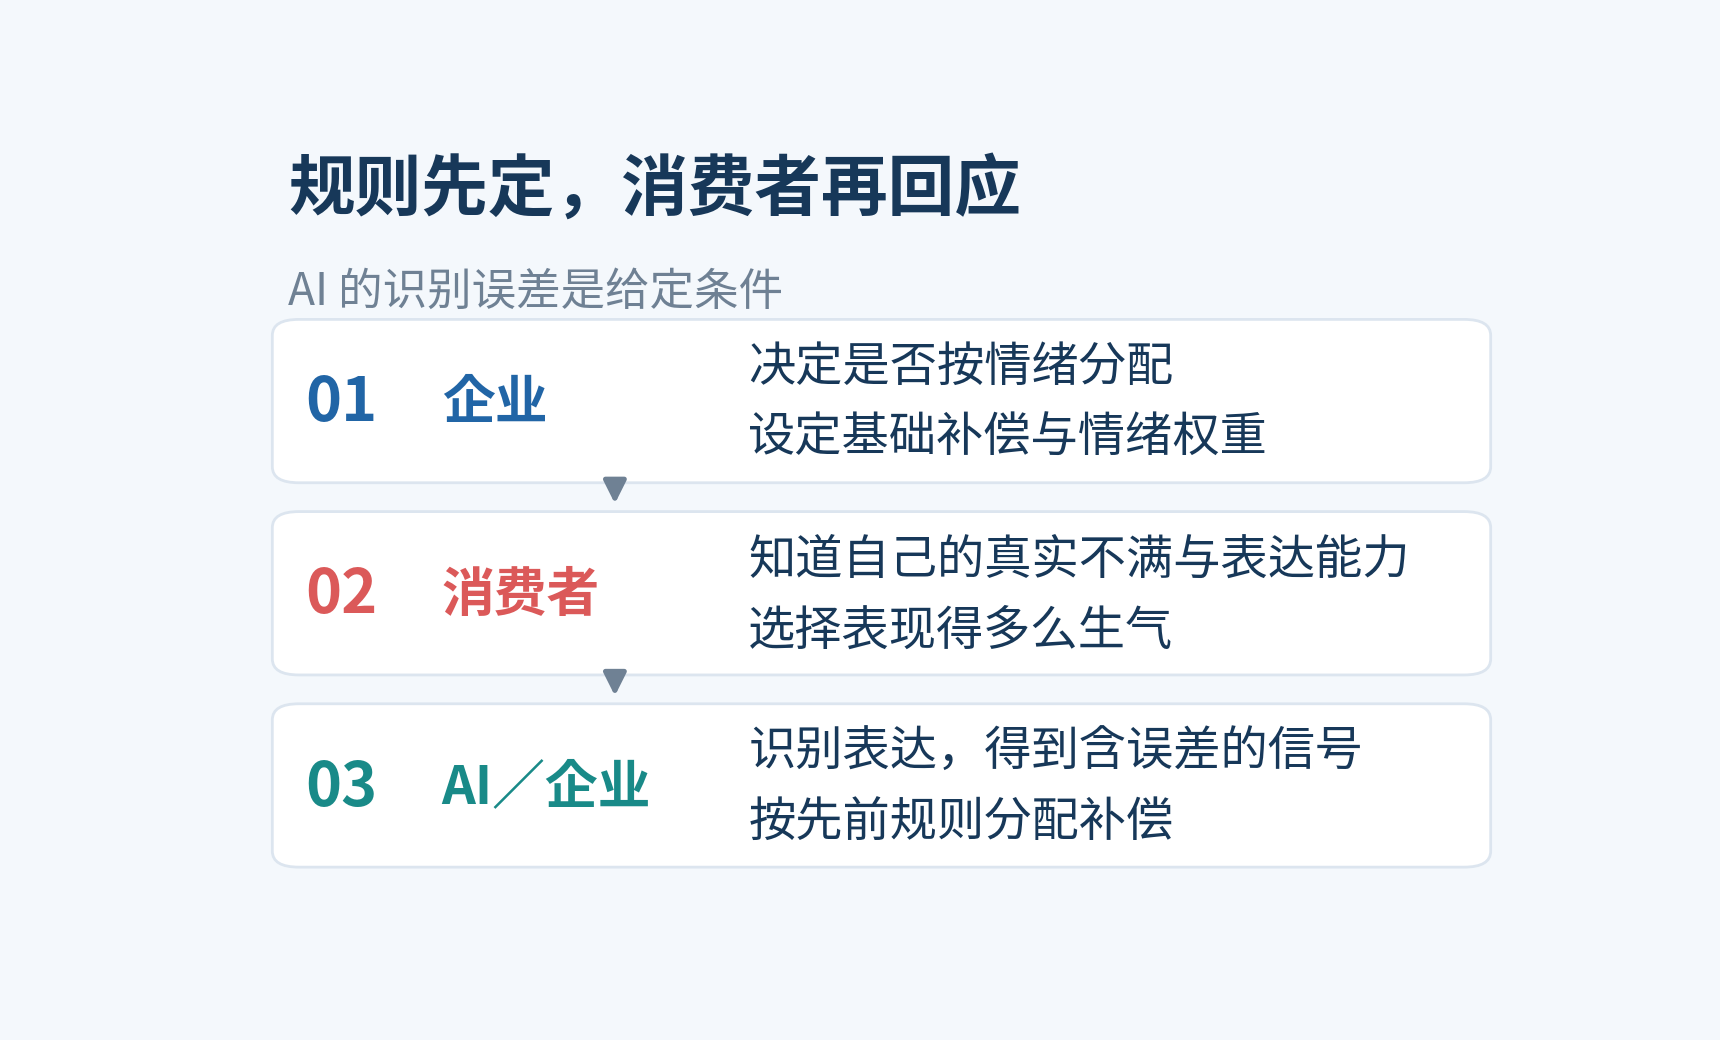 规则先定，消费者再回应
AI 的识别误差是给定条件
01 企业
决定是否按情绪分配
设定基础补偿与情绪权重
02 消费者
知道自己的真实不满与表达能力
选择表现得多么生气
03 AI／企业
识别表达，得到含误差的信号
按先前规则分配补偿